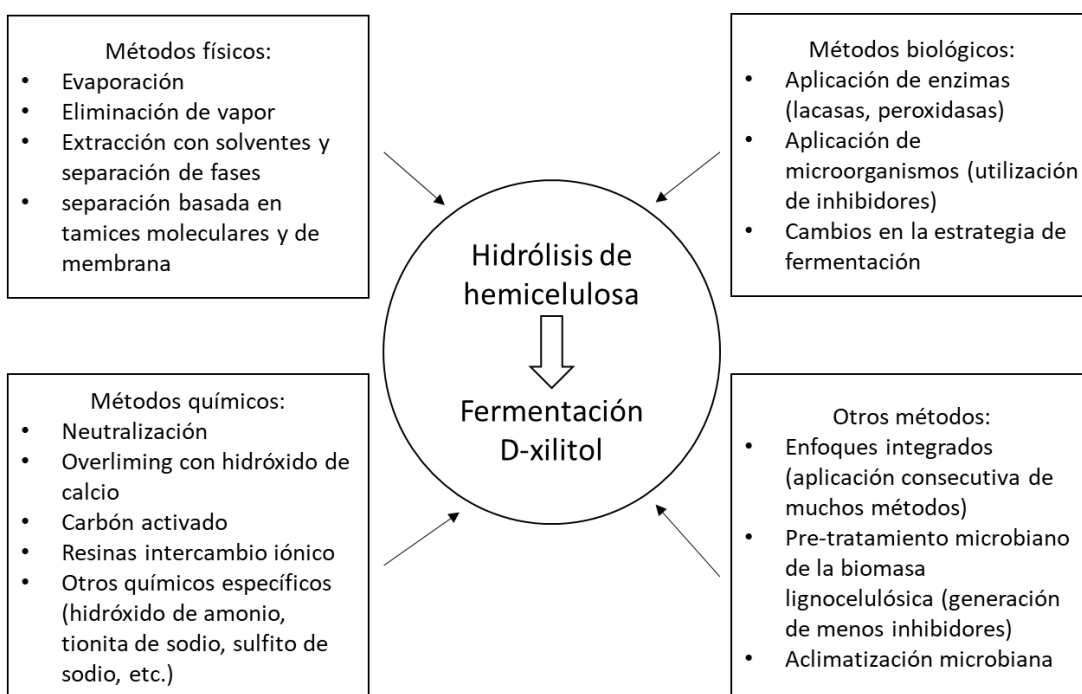 Métodos físicos:
• Evaporación
• Eliminación de vapor
• Extracción con solventes y
separación de fases
• separación basada en
tamices moleculares y de
membrana
Métodos biológicos:
• Aplicación de enzimas
(lacasas, peroxidasas)
• Aplicación de
microorganismos (utilización
de inhibidores)
• Cambios en la estrategia de
fermentación
Hidrólisis de
hemicelulosa
Fermentación
D-xilitol
Métodos químicos:
• Neutralización
• Overliming con hidróxido de
calcio
• Carbón activado
• Resinas intercambio iónico
• Otros químicos específicos
(hidróxido de amonio,
tionita de sodio, sulfito de
sodio, etc.)
Otros métodos:
• Enfoques integrados
(aplicación consecutiva de
muchos métodos)
• Pre-tratamiento microbiano
de la biomasa
lignocelulósica (generación
de menos inhibidores)
• Aclimatización microbiana